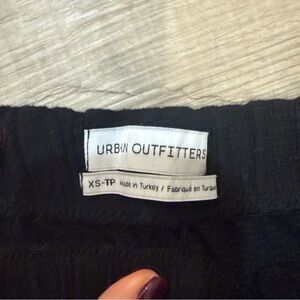 URBAN OUTFITTERS
XS-TP Made in Turkey / Fabriqué en Turquie